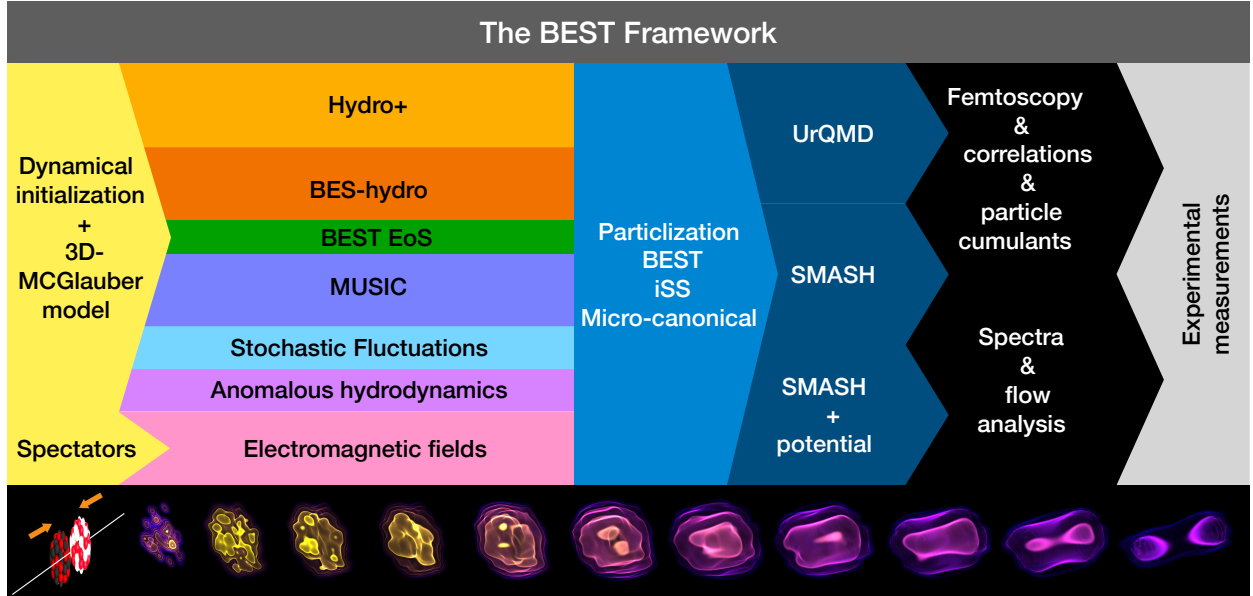 The BEST Framework
Dynamical
initialization
+
3D-
MCGlauber
model
Spectators
Hydro+
BES-hydro
BEST EoS
MUSIC
Stochastic Fluctuations
Anomalous hydrodynamics
Electromagnetic fields
Particlization
BEST
iSS
Micro-canonical
UrQMD
SMASH
SMASH
+
potential
Femtoscopy
&
correlations
&
particle
cumulants
Spectra
&
flow
analysis
Experimental
measurements